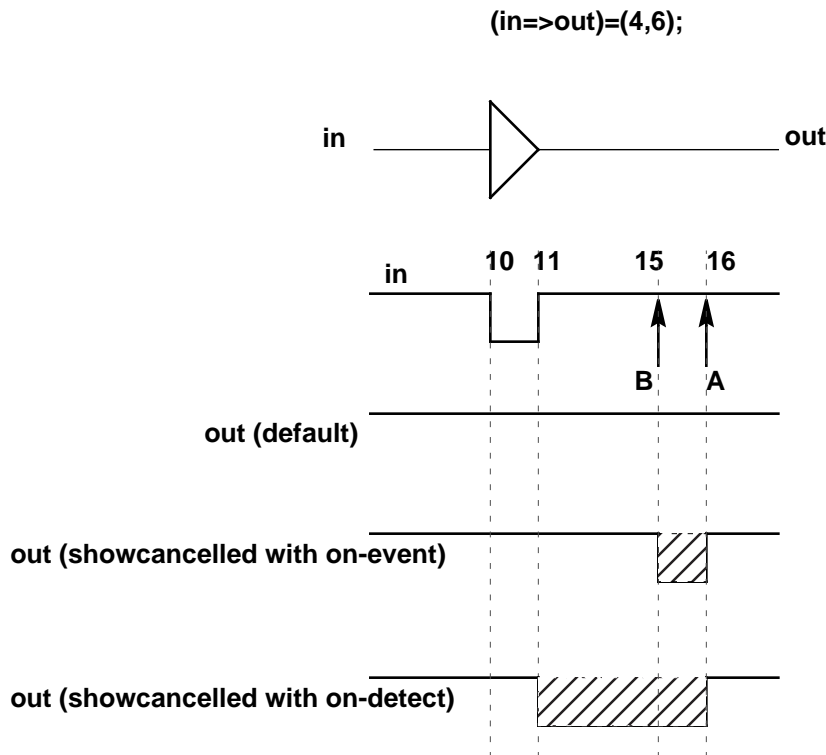 (in=>out)=(4,6);
in out
in 10 11 15 16
B A
out (default)
out (showcancelled with on-event)
out (showcancelled with on-detect)